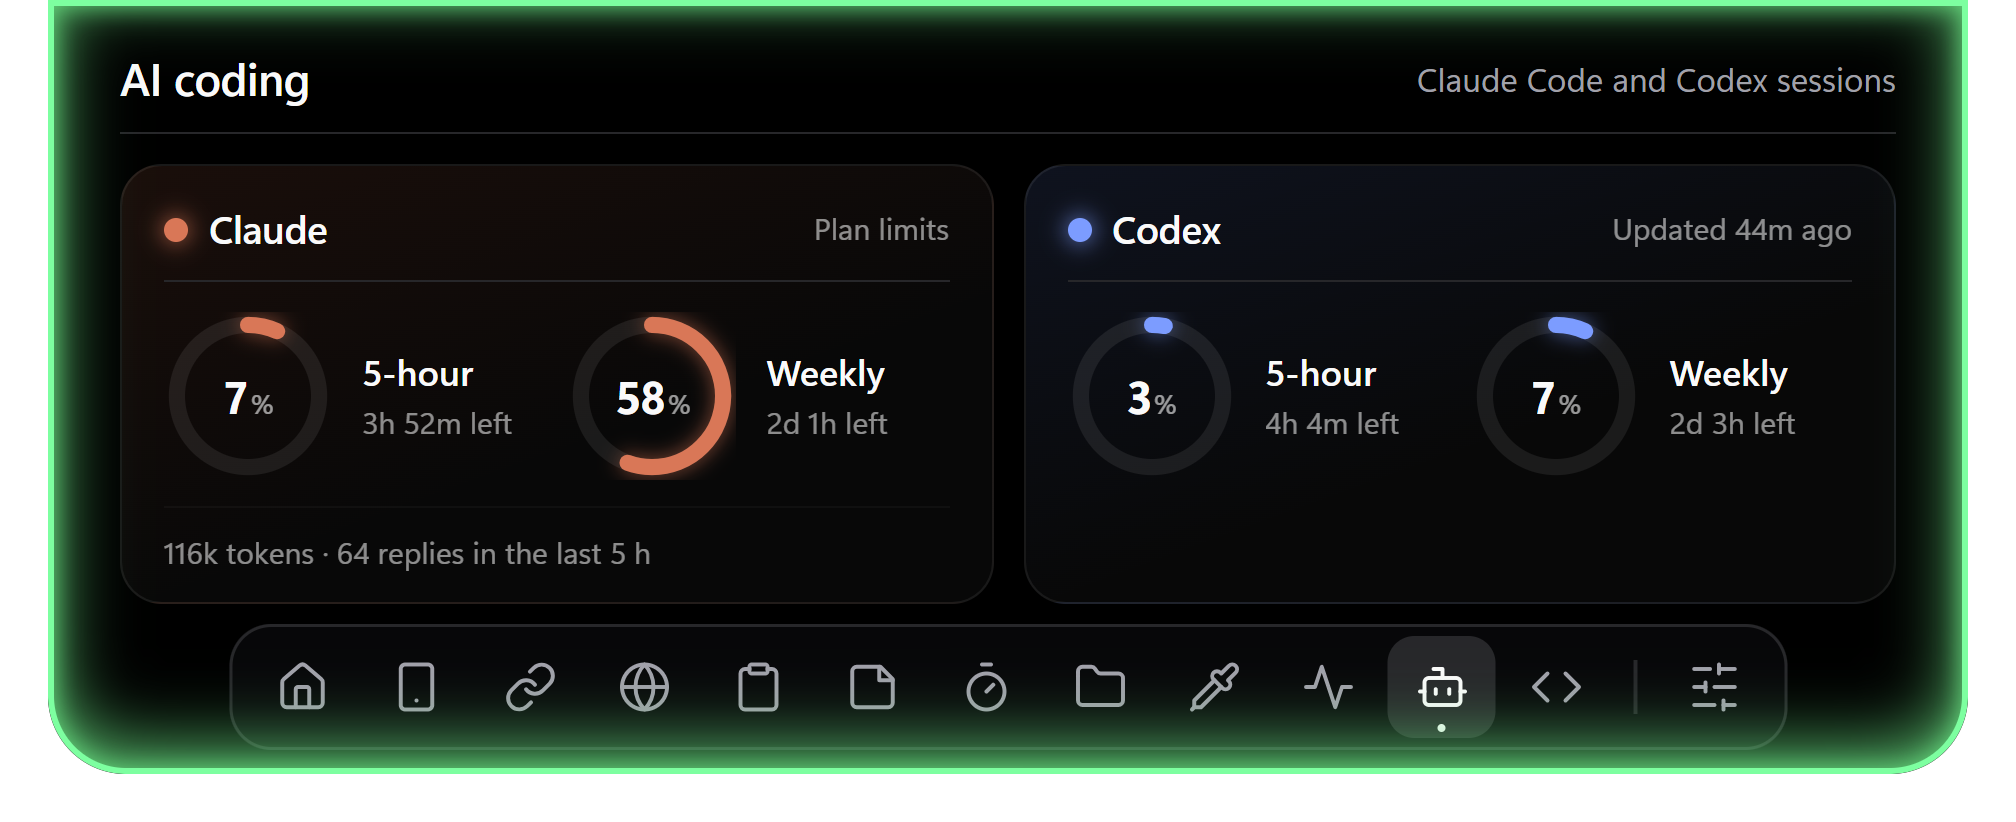 AI coding
Claude Code and Codex sessions
Claude
Plan limits
7%
5-hour
3h 52m left
58%
Weekly
2d 1h left
116k tokens · 64 replies in the last 5 h
Codex
Updated 44m ago
3%
5-hour
4h 4m left
7%
Weekly
2d 3h left